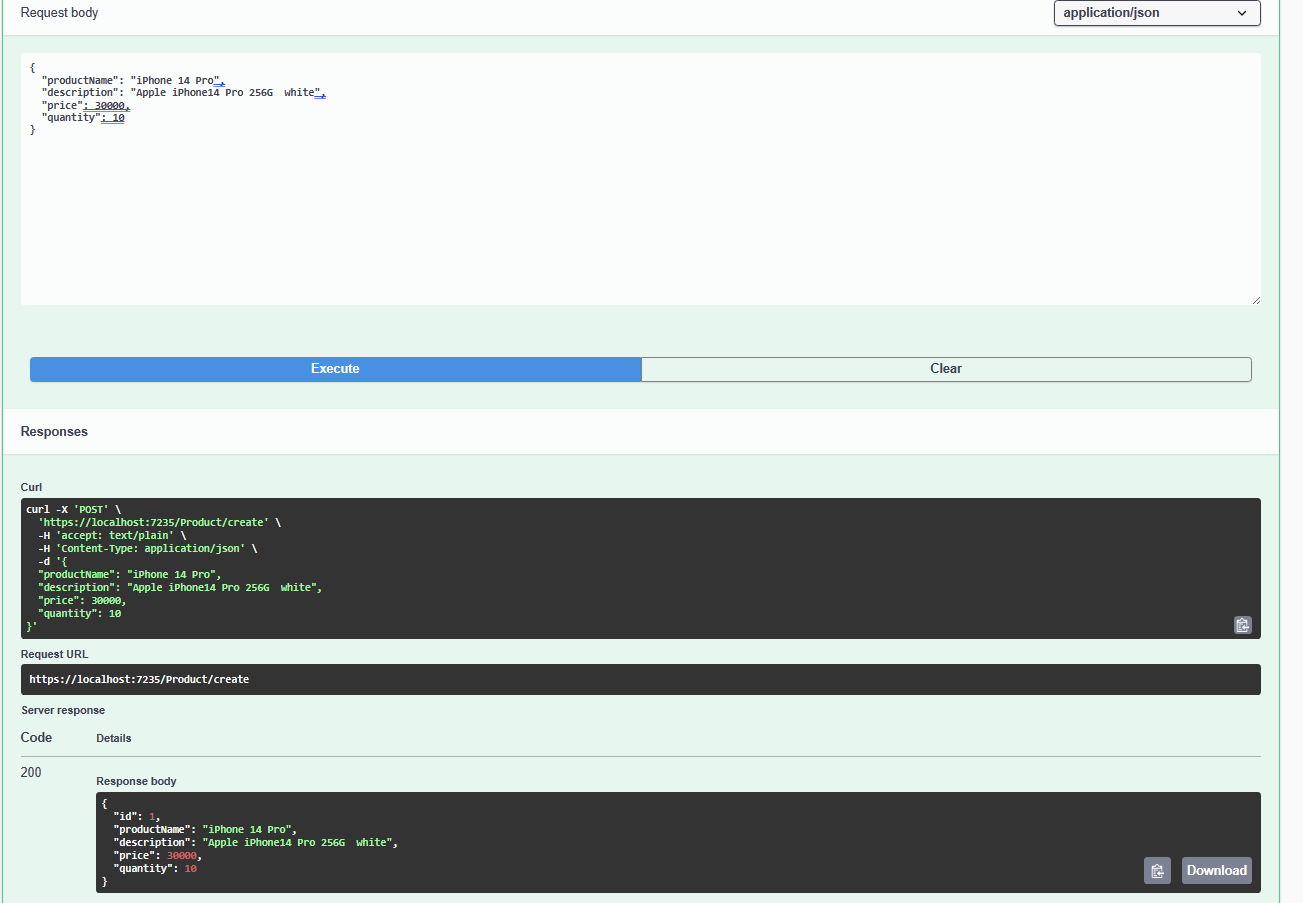 Request body
application/json
{
  "productName": "iPhone 14 Pro",
  "description": "Apple iPhone14 Pro 256G  white",
  "price": 30000,
  "quantity": 10
}
Execute
Clear
Responses
Curl
curl -X 'POST' \
  'https://localhost:7235/Product/create' \
  -H 'accept: text/plain' \
  -H 'Content-Type: application/json' \
  -d '{
  "productName": "iPhone 14 Pro",
  "description": "Apple iPhone14 Pro 256G  white",
  "price": 30000,
  "quantity": 10
}'
Request URL
https://localhost:7235/Product/create
Server response
Code
Details
200
Response body
{
  "id": 1,
  "productName": "iPhone 14 Pro",
  "description": "Apple iPhone14 Pro 256G  white",
  "price": 30000,
  "quantity": 10
}
Download